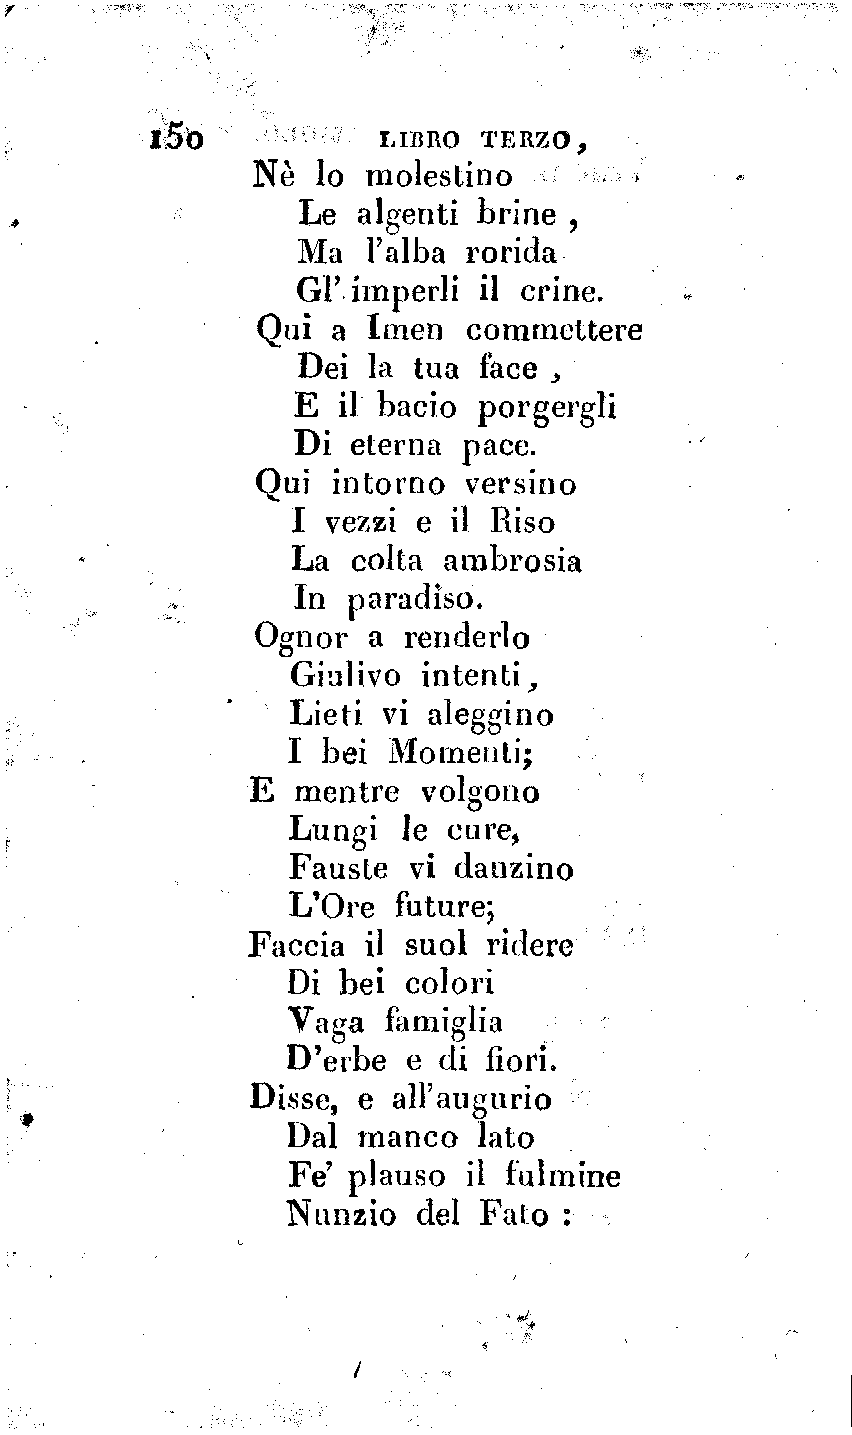 150 LIBRO TERZO,
Nè lo molestino
Le algenti brine ,
Ma l'alba rorida
Gl' imperli il crine.
Qui a Imen commettere
Dei la tua face ,
E il bacio porgergli
Di eterna pace.
Qui intorno versino
I vezzi e il Riso
La colta ambrosia
In paradiso.
Ognor a renderlo
Giulivo intenti,
Lieti vi aleggino
I bei Momenti;
E mentre volgono
Lungi le cure,
Fauste vi danzino
L'Ore future;
Faccia il suol ridere
Di bei colori
Vaga famiglia
D'erbe e di fiori.
Disse, e all'augurio
Dal manco lato
Fe' plauso il fulmine
Nunzio del Fato :